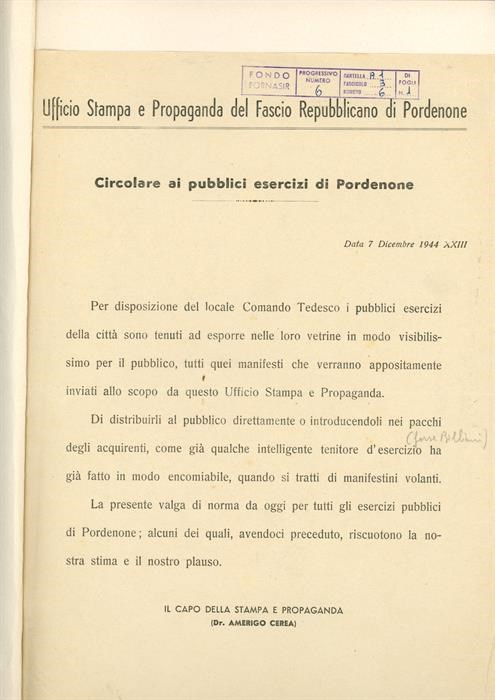 FONDO FORNASIR
PROGRESSIVO NUMERO 6
CARTELLA A.1
FASCICOLO 3
NUMERO 6
DI FOGLI N. 1
Ufficio Stampa e Propaganda del Fascio Repubblicano di Pordenone
Circolare ai pubblici esercizi di Pordenone
Data 7 Dicembre 1944 XXIII
Per disposizione del locale Comando Tedesco i pubblici esercizi
della città sono tenuti ad esporre nelle loro vetrine in modo visibilis-
simo per il pubblico, tutti quei manifesti che verranno appositamente
inviati allo scopo da questo Ufficio Stampa e Propaganda.
Di distribuirli al pubblico direttamente o introducendoli nei pacchi
degli acquirenti, come già qualche intelligente tenitore d'esercizio ha
già fatto in modo encomiabile, quando si tratti di manifestini volanti.
La presente valga di norma da oggi per tutti gli esercizi pubblici
di Pordenone; alcuni dei quali, avendoci preceduto, riscuotono la no-
stra stima e il nostro plauso.
IL CAPO DELLA STAMPA E PROPAGANDA
(Dr. AMERIGO CEREA)